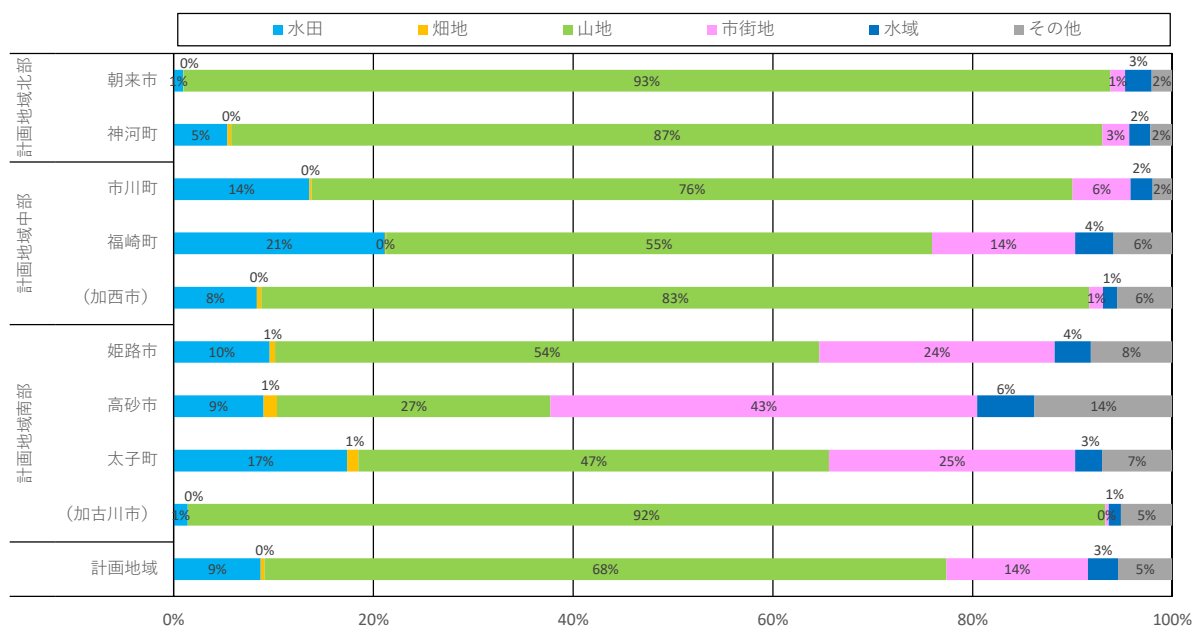 水田 畑地 山地 市街地 水域 その他
計画地域北部
朝来市 1% 0% 93% 1% 3% 2%
神河町 5% 0% 87% 3% 2% 2%
計画地域中部
市川町 14% 0% 76% 6% 2% 2%
福崎町 21% 0% 55% 14% 4% 6%
（加西市） 8% 0% 83% 1% 1% 6%
計画地域南部
姫路市 10% 1% 54% 24% 4% 8%
高砂市 9% 1% 27% 43% 6% 14%
太子町 17% 1% 47% 25% 3% 7%
（加古川市） 1% 0% 92% 0% 1% 5%
計画地域 9% 0% 68% 14% 3% 5%
0% 20% 40% 60% 80% 100%